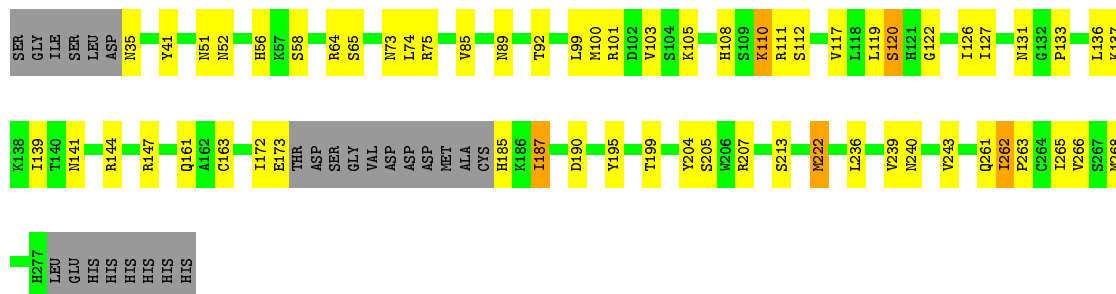 SER GLY ILE SER LEU ASP N35 Y41 N51 N52 H56 K57 S58 R64 S65 N73 L74 R75 V85 N89 T92 L99 M100 R101 D102 V103 S104 K105 H108 S109 K110 R111 S112 V117 L118 L119 S120 H121 G122 I126 I127 N131 G132 P133 L136 K137
K138 I139 T140 N141 R144 R147 Q161 A162 C163 I172 E173 THR ASP SER GLY VAL ASP ASP ASP MET ALA CYS H185 K186 I187 D190 Y195 T199 Y204 S205 W206 R207 S213 M222 L236 V239 N240 V243 Q261 I262 P263 C264 I265 V266 S267 M268
H277 LEU GLU HIS HIS HIS HIS HIS HIS